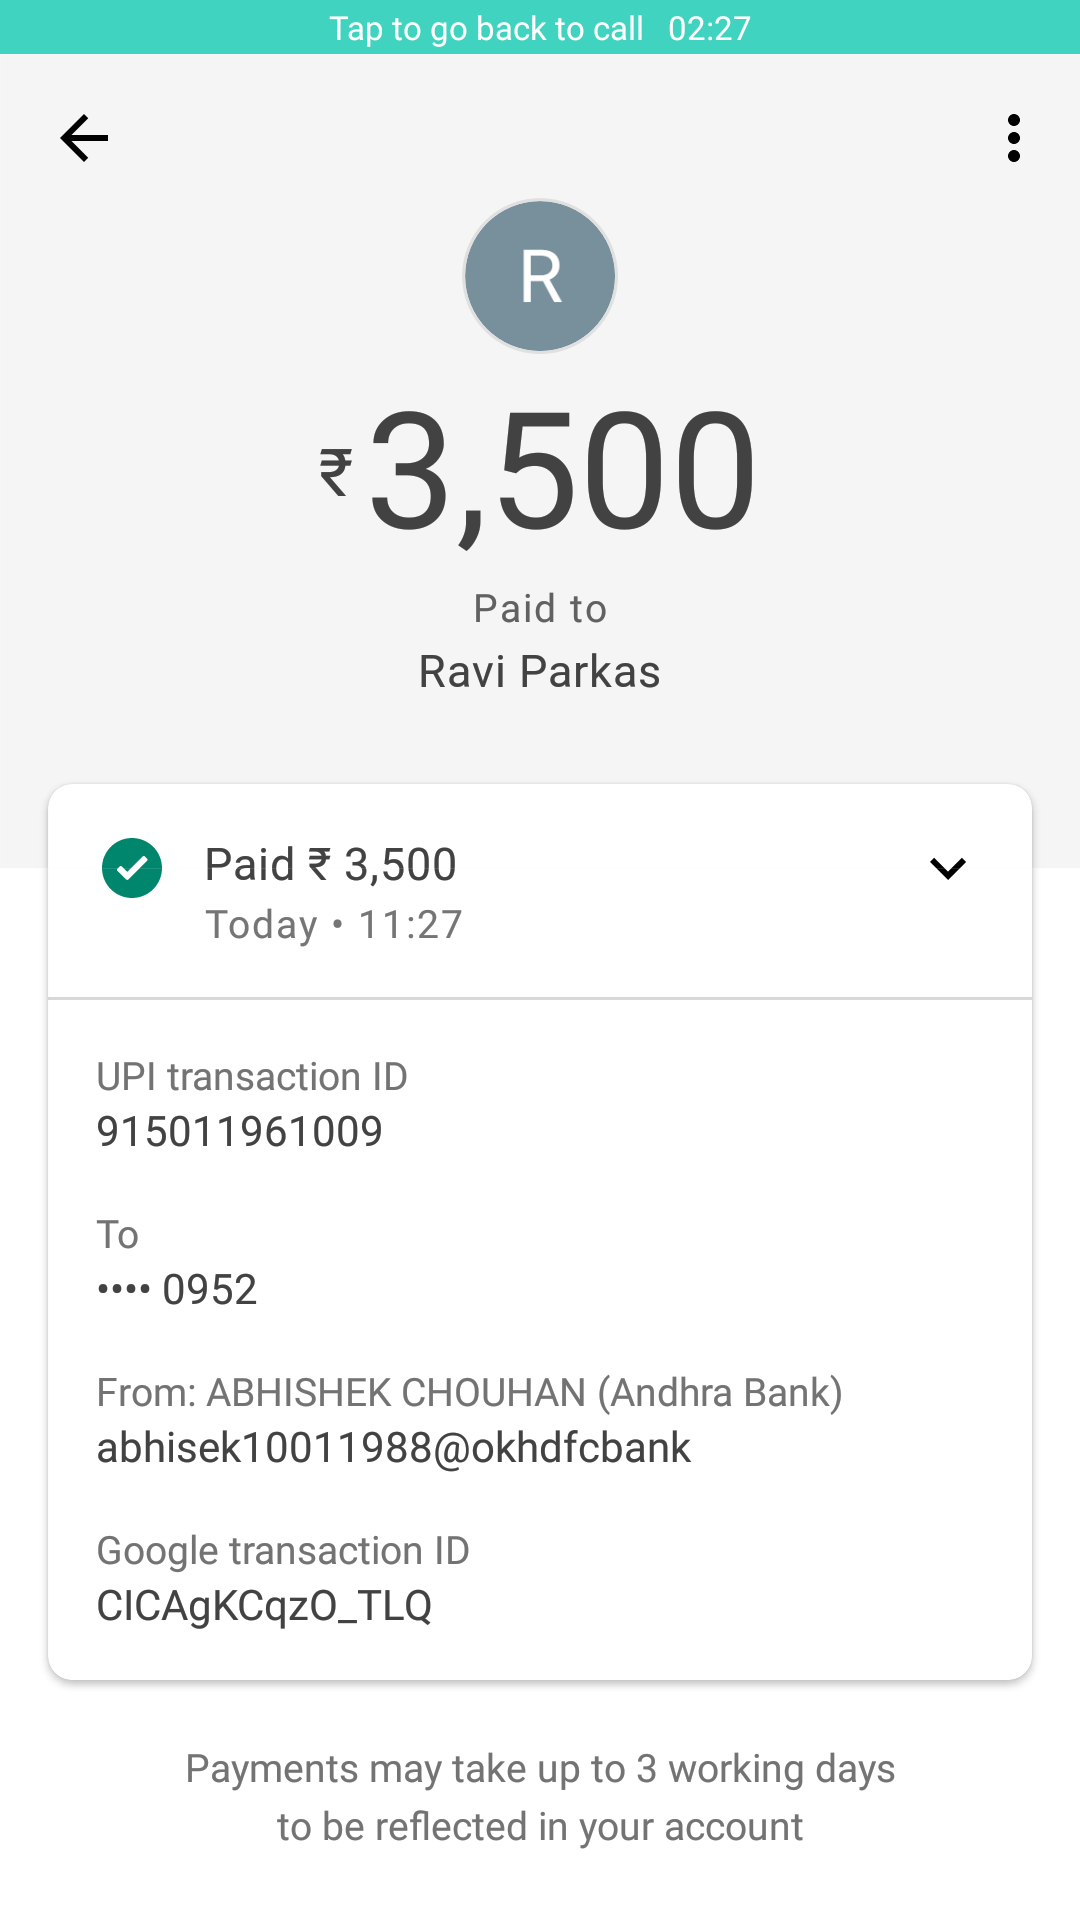 Tap to go back to call 02:27
R
₹3,500
Paid to
Ravi Parkas
Paid ₹ 3,500
Today • 11:27
UPI transaction ID
915011961009
To
•••• 0952
From: ABHISHEK CHOUHAN (Andhra Bank)
abhisek10011988@okhdfcbank
Google transaction ID
CICAgKCqzO_TLQ
Payments may take up to 3 working days
to be reflected in your account